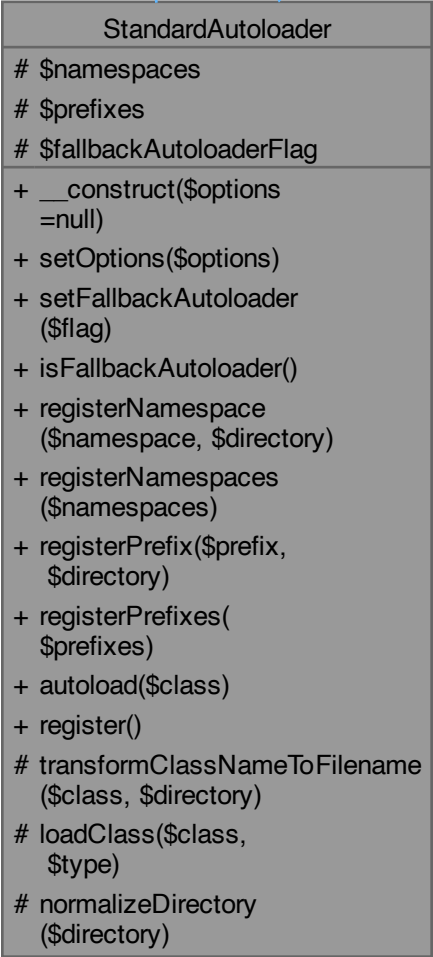 StandardAutoloader
# $namespaces
# $prefixes
# $fallbackAutoloaderFlag
+ __construct($options
=null)
+ setOptions($options)
+ setFallbackAutoloader
($flag)
+ isFallbackAutoloader()
+ registerNamespace
($namespace, $directory)
+ registerNamespaces
($namespaces)
+ registerPrefix($prefix,
$directory)
+ registerPrefixes(
$prefixes)
+ autoload($class)
+ register()
# transformClassNameToFilename
($class, $directory)
# loadClass($class,
$type)
# normalizeDirectory
($directory)